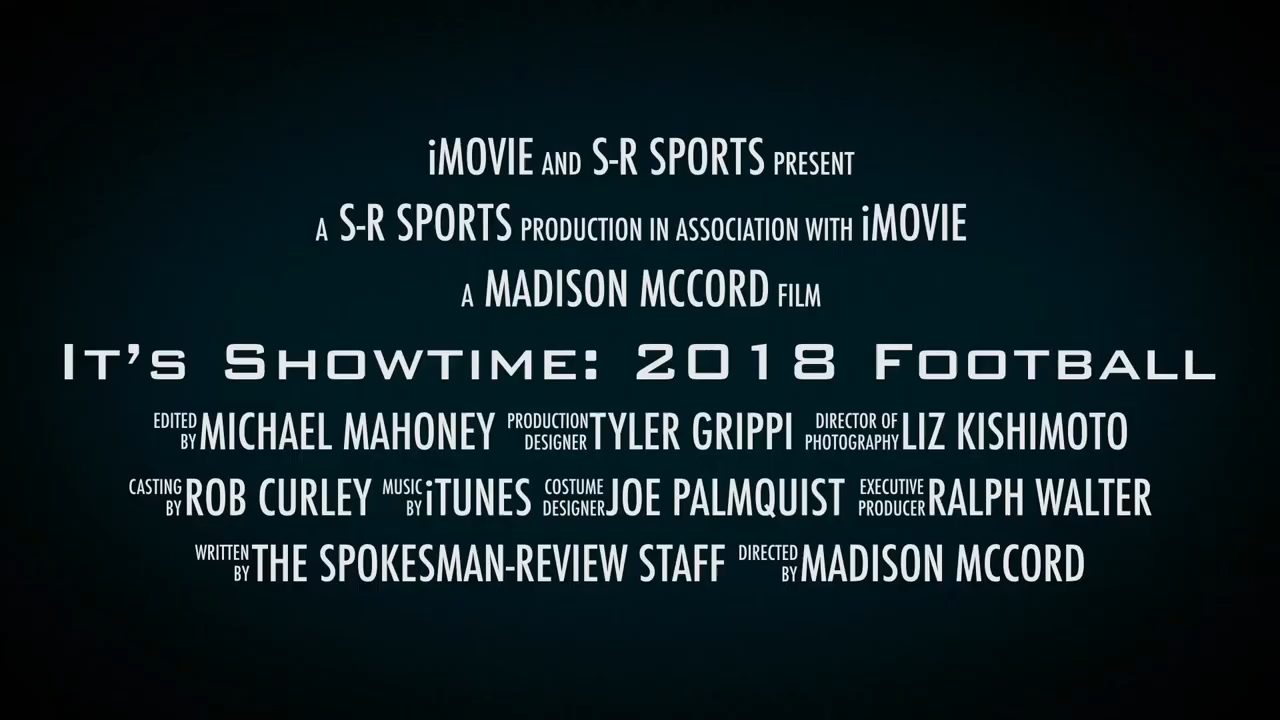 iMOVIE AND S-R SPORTS PRESENT
A S-R SPORTS PRODUCTION IN ASSOCIATION WITH iMOVIE
A MADISON MCCORD FILM
IT'S SHOWTIME: 2018 FOOTBALL
EDITED BY MICHAEL MAHONEY PRODUCTION DESIGNER TYLER GRIPPI DIRECTOR OF PHOTOGRAPHY LIZ KISHIMOTO
CASTING BY ROB CURLEY MUSIC BY iTUNES COSTUME DESIGNER JOE PALMQUIST EXECUTIVE PRODUCER RALPH WALTER
WRITTEN BY THE SPOKESMAN-REVIEW STAFF DIRECTED BY MADISON MCCORD